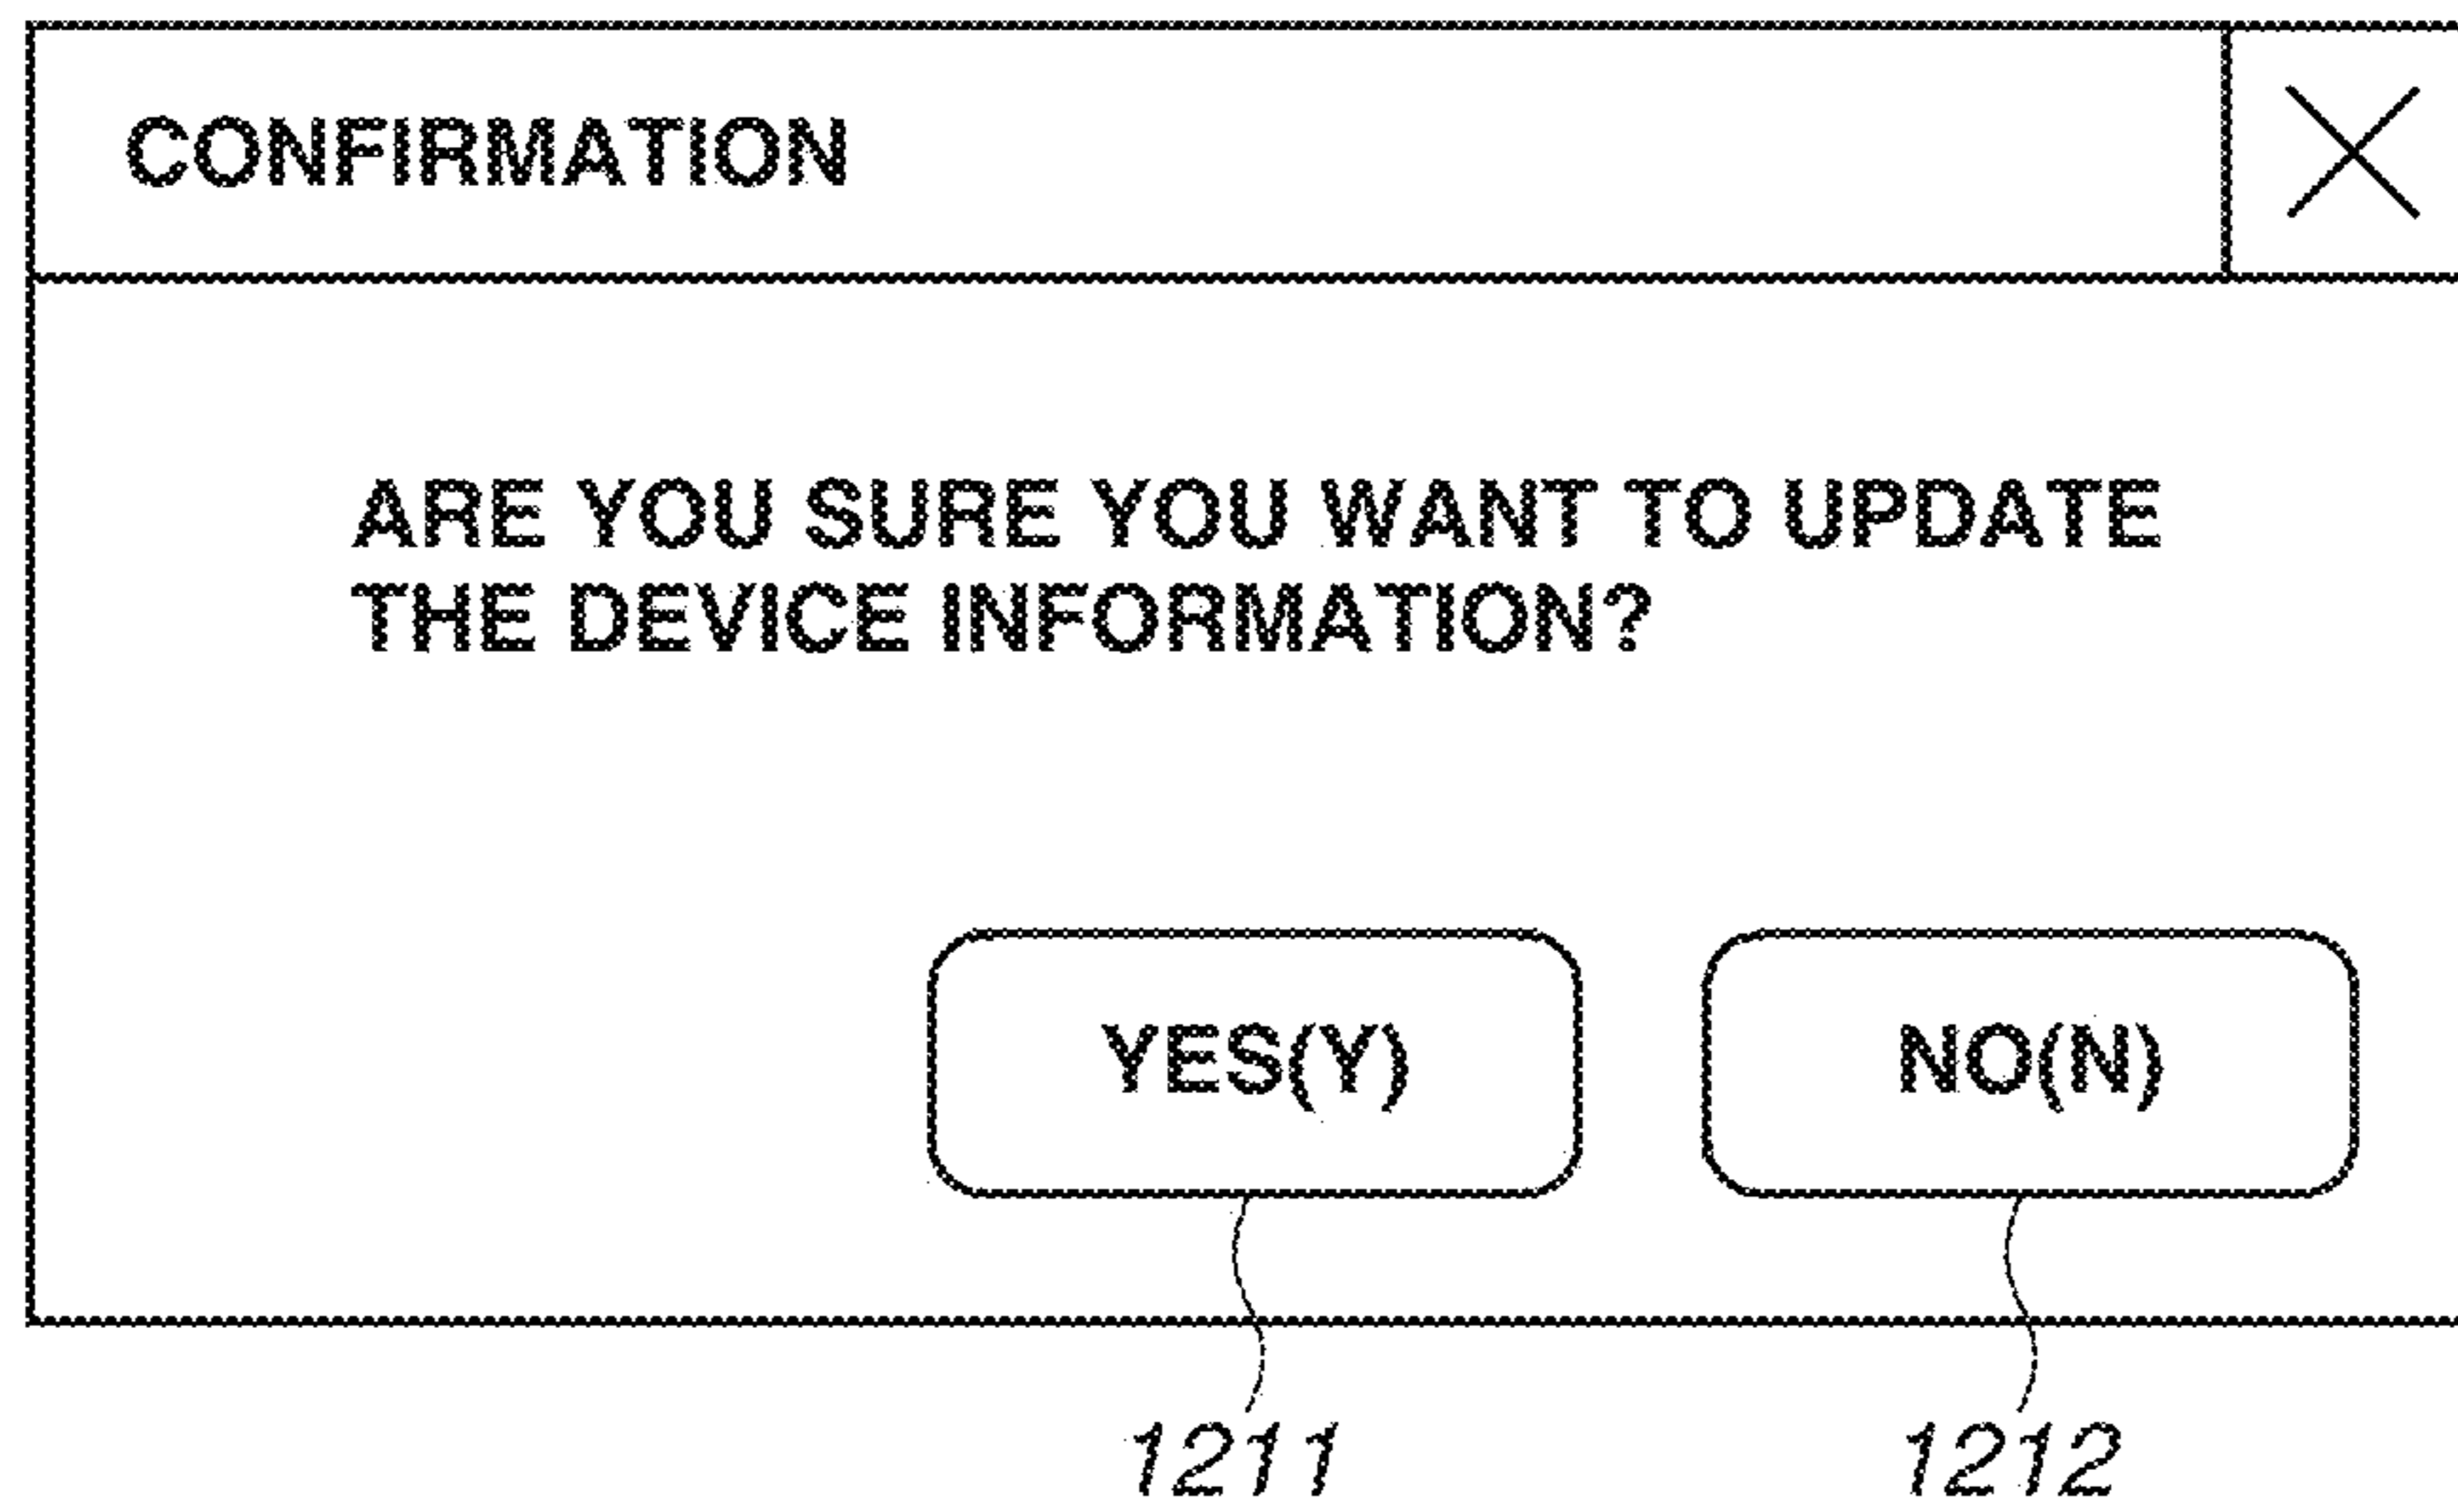 CONFIRMATION
ARE YOU SURE YOU WANT TO UPDATE
THE DEVICE INFORMATION?
YES(Y) NO(N)
1211 1212